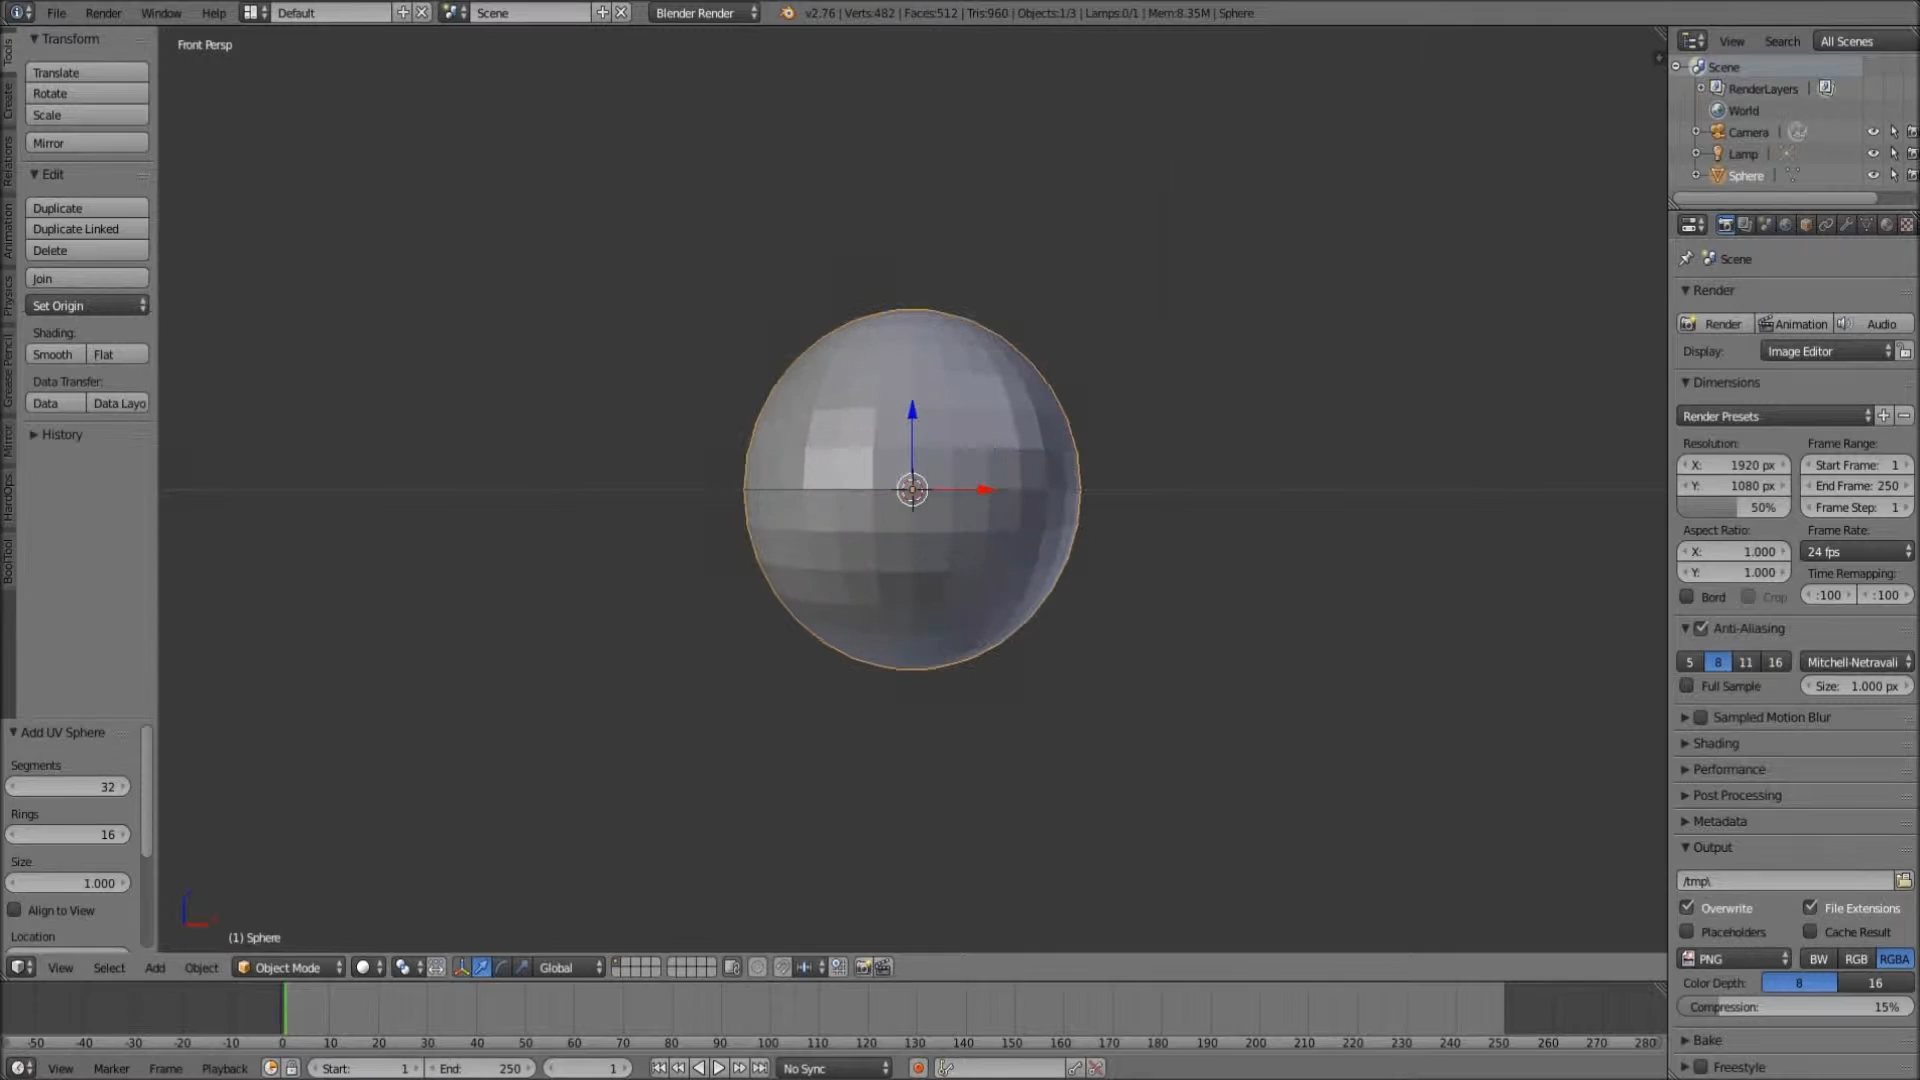 File Render Window Help Default Scene Blender Render v2.76 | Verts:482 | Faces:512 | Tris:960 | Objects:1/3 | Lamps:0/1 | Mem:8.35M | Sphere
Tools
Create
Relations
Animation
Physics
Grease Pencil
Mirror
HardOps
BoolTool
Transform
Translate
Rotate
Scale
Mirror
Edit
Duplicate
Duplicate Linked
Delete
Join
Set Origin
Shading:
Smooth Flat
Data Transfer:
Data Data Layo
History
Add UV Sphere
Segments
32
Rings
16
Size
1.000
Align to View
Location
Front Persp
(1) Sphere
View Search All Scenes
Scene
RenderLayers |
World
Camera |
Lamp |
Sphere |
Scene
Render
Render Animation Audio
Display: Image Editor
Dimensions
Render Presets
Resolution: Frame Range:
X: 1920 px Start Frame: 1
Y: 1080 px End Frame: 250
50% Frame Step: 1
Aspect Ratio: Frame Rate:
X: 1.000 24 fps
Y: 1.000 Time Remapping:
Bord Crop :100 :100
Anti-Aliasing
5 8 11 16 Mitchell-Netravali
Full Sample Size: 1.000 px
Sampled Motion Blur
Shading
Performance
Post Processing
Metadata
Output
/tmp\
Overwrite File Extensions
Placeholders Cache Result
PNG BW RGB RGBA
Color Depth: 8 16
Compression: 15%
Bake
Freestyle
View Select Add Object Object Mode Global
-50 -40 -30 -20 -10 0 10 20 30 40 50 60 70 80 90 100 110 120 130 140 150 160 170 180 190 200 210 220 230 240 250 260 270 280
View Marker Frame Playback Start: 1 End: 250 1 No Sync